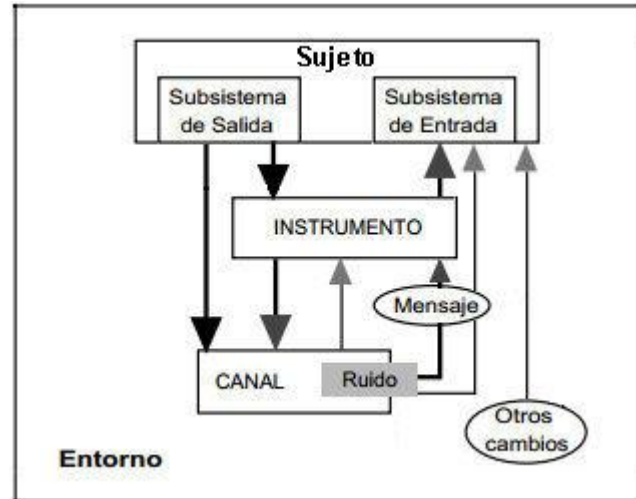 Sujeto
Subsistema
de Salida
Subsistema
de Entrada
INSTRUMENTO
Mensaje
CANAL
Ruido
Otros
cambios
Entorno